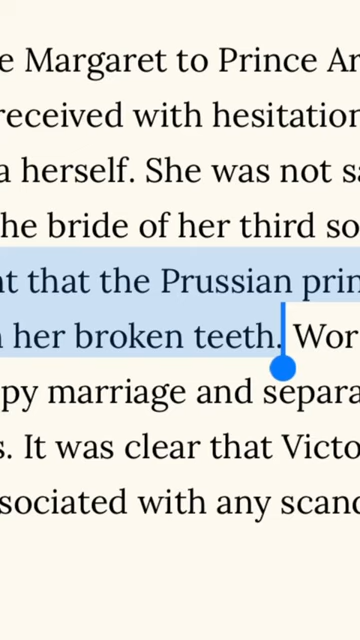 e Margaret to Prince Ar
received with hesitation
a herself. She was not sa
he bride of her third so
nt that the Prussian prin
n her broken teeth. Wor
py marriage and separa
s. It was clear that Victo
sociated with any scand